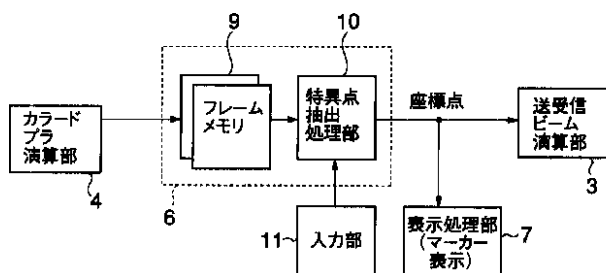 9
10
フレーム
メモリ
特異点
抽出
処理部
座標点
カラード
プラ
演算部
送受信
ビーム
演算部
4
6
3
11
入力部
表示処理部
(マーカー
表示)
7